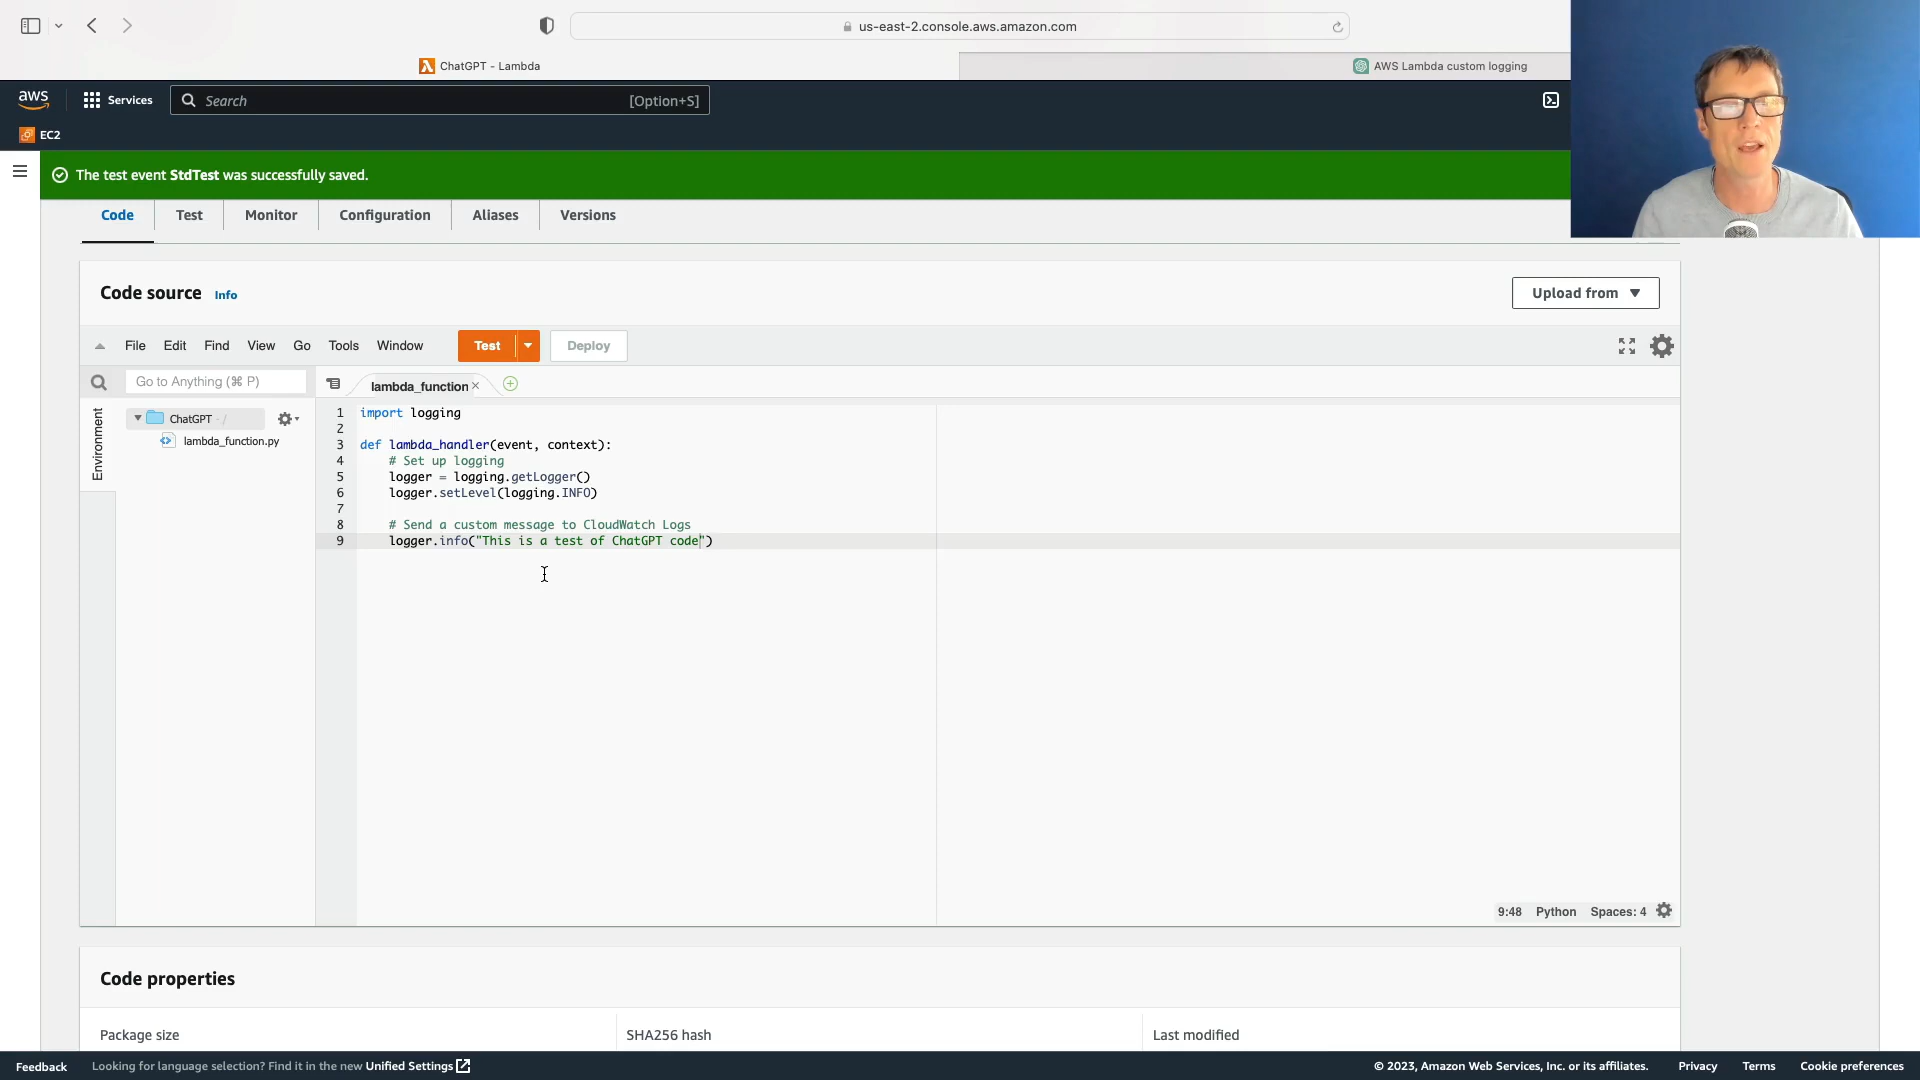 us-east-2.console.aws.amazon.com
ChatGPT - Lambda
AWS Lambda custom logging
aws
Services
Search
[Option+S]
EC2
The test event StdTest was successfully saved.
Code
Test
Monitor
Configuration
Aliases
Versions
Code source
Info
Upload from
File
Edit
Find
View
Go
Tools
Window
Test
Deploy
Go to Anything (⌘ P)
lambda_function
Environment
ChatGPT - /
lambda_function.py
1 import logging
2
3 def lambda_handler(event, context):
4     # Set up logging
5     logger = logging.getLogger()
6     logger.setLevel(logging.INFO)
7
8     # Send a custom message to CloudWatch Logs
9     logger.info("This is a test of ChatGPT code")
9:48
Python
Spaces: 4
Code properties
Package size
SHA256 hash
Last modified
Feedback
Looking for language selection? Find it in the new Unified Settings
© 2023, Amazon Web Services, Inc. or its affiliates.
Privacy
Terms
Cookie preferences